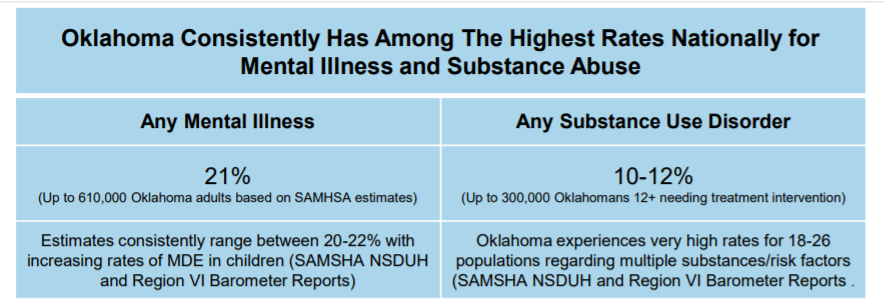 Oklahoma Consistently Has Among The Highest Rates Nationally for
Mental Illness and Substance Abuse
Any Mental Illness
Any Substance Use Disorder
21%
(Up to 610,000 Oklahoma adults based on SAMHSA estimates)
10-12%
(Up to 300,000 Oklahomans 12+ needing treatment intervention)
Estimates consistently range between 20-22% with
increasing rates of MDE in children (SAMSHA NSDUH
and Region VI Barometer Reports)
Oklahoma experiences very high rates for 18-26
populations regarding multiple substances/risk factors
(SAMSHA NSDUH and Region VI Barometer Reports .